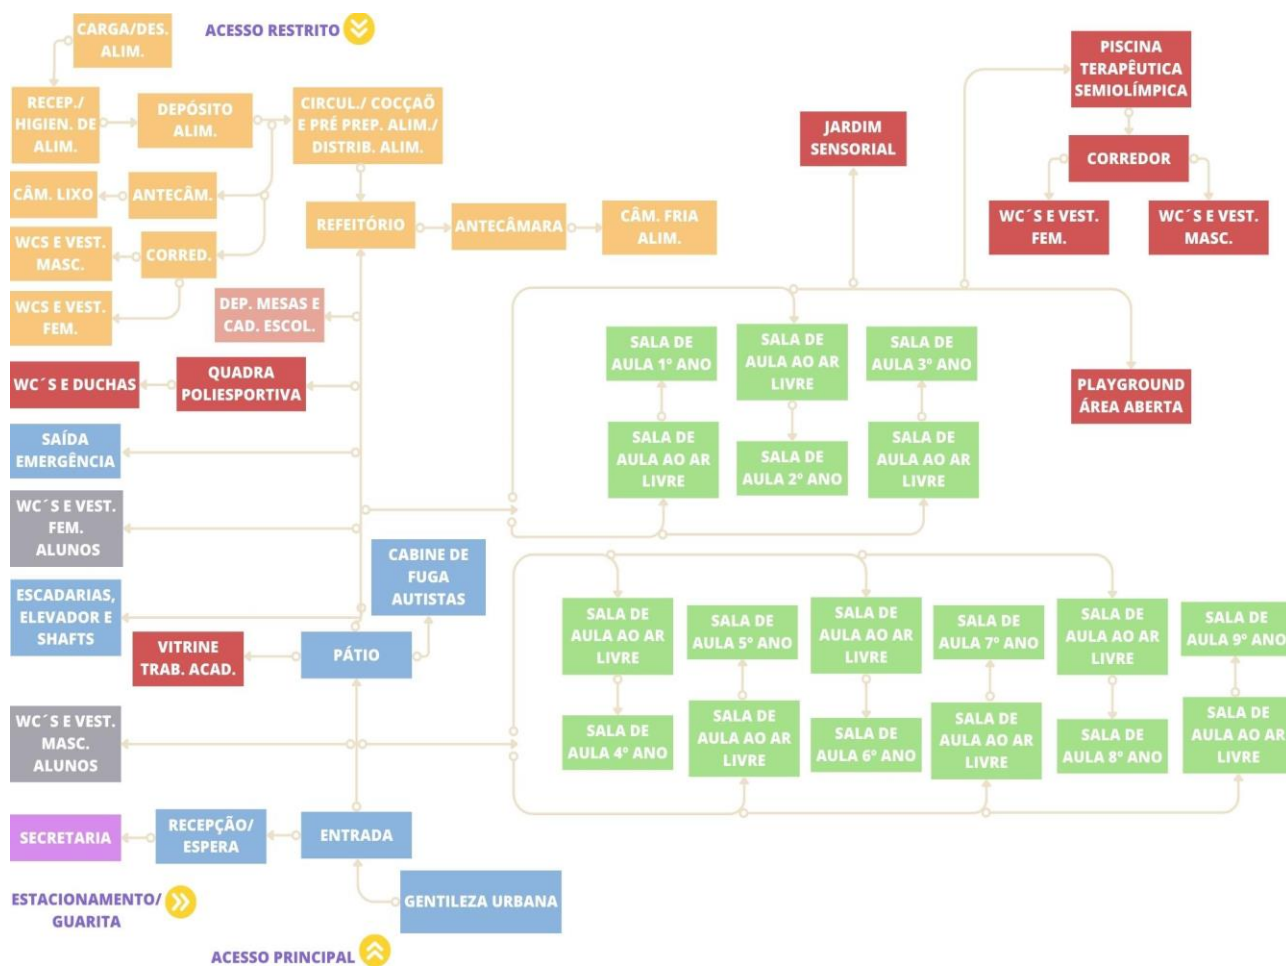 CARGA/DES.
ALIM.
ACESSO RESTRITO
RECEP./
HIGIEN. DE
ALIM.
DEPÓSITO
ALIM.
CIRCUL./ COCÇAÕ
E PRÉ PREP. ALIM./
DISTRIB. ALIM.
CÂM. LIXO
ANTECÂM.
WCS E VEST.
MASC.
CORRED.
WCS E VEST.
FEM.
REFEITÓRIO
ANTECÂMARA
CÂM. FRIA
ALIM.
DEP. MESAS E
CAD. ESCOL.
WC´S E DUCHAS
QUADRA
POLIESPORTIVA
SAÍDA
EMERGÊNCIA
WC´S E VEST.
FEM.
ALUNOS
ESCADARIAS,
ELEVADOR E
SHAFTS
CABINE DE
FUGA
AUTISTAS
VITRINE
TRAB. ACAD.
PÁTIO
WC´S E VEST.
MASC.
ALUNOS
SECRETARIA
RECEPÇÃO/
ESPERA
ENTRADA
GENTILEZA URBANA
ESTACIONAMENTO/
GUARITA
ACESSO PRINCIPAL
PISCINA
TERAPÊUTICA
SEMIOLÍMPICA
JARDIM
SENSORIAL
CORREDOR
WC´S E VEST.
FEM.
WC´S E VEST.
MASC.
PLAYGROUND
ÁREA ABERTA
SALA DE
AULA 1º ANO
SALA DE
AULA AO AR
LIVRE
SALA DE
AULA 3º ANO
SALA DE
AULA AO AR
LIVRE
SALA DE
AULA 2º ANO
SALA DE
AULA AO AR
LIVRE
SALA DE
AULA AO AR
LIVRE
SALA DE
AULA 5º ANO
SALA DE
AULA AO AR
LIVRE
SALA DE
AULA 7º ANO
SALA DE
AULA AO AR
LIVRE
SALA DE
AULA 9º ANO
SALA DE
AULA 4º ANO
SALA DE
AULA AO AR
LIVRE
SALA DE
AULA 6º ANO
SALA DE
AULA AO AR
LIVRE
SALA DE
AULA 8º ANO
SALA DE
AULA AO AR
LIVRE